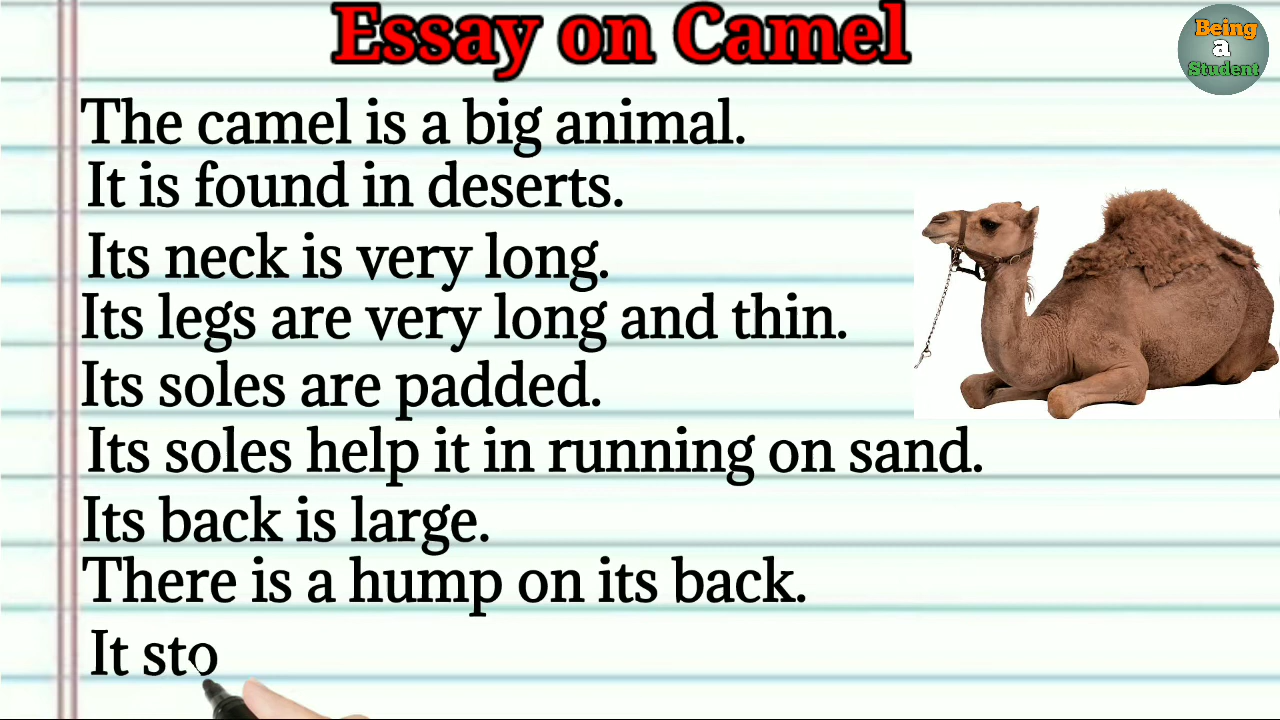 Essay on Camel
Being
a
Student
The camel is a big animal.
It is found in deserts.
Its neck is very long.
Its legs are very long and thin.
Its soles are padded.
Its soles help it in running on sand.
Its back is large.
There is a hump on its back.
It sto